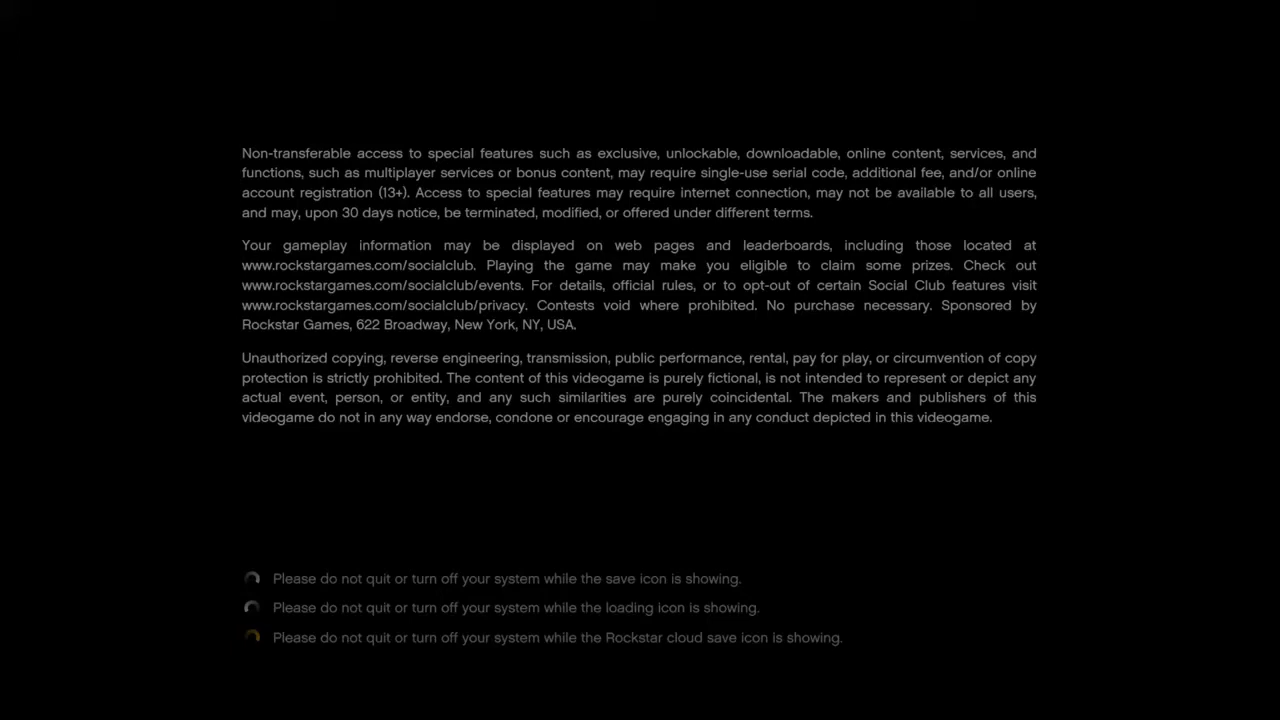 Non-transferable access to special features such as exclusive, unlockable, downloadable, online content, services, and
functions, such as multiplayer services or bonus content, may require single-use serial code, additional fee, and/or online
account registration (13+). Access to special features may require internet connection, may not be available to all users,
and may, upon 30 days notice, be terminated, modified, or offered under different terms.
Your gameplay information may be displayed on web pages and leaderboards, including those located at
www.rockstargames.com/socialclub. Playing the game may make you eligible to claim some prizes. Check out
www.rockstargames.com/socialclub/events. For details, official rules, or to opt-out of certain Social Club features visit
www.rockstargames.com/socialclub/privacy. Contests void where prohibited. No purchase necessary. Sponsored by
Rockstar Games, 622 Broadway, New York, NY, USA.
Unauthorized copying, reverse engineering, transmission, public performance, rental, pay for play, or circumvention of copy
protection is strictly prohibited. The content of this videogame is purely fictional, is not intended to represent or depict any
actual event, person, or entity, and any such similarities are purely coincidental. The makers and publishers of this
videogame do not in any way endorse, condone or encourage engaging in any conduct depicted in this videogame.
Please do not quit or turn off your system while the save icon is showing.
Please do not quit or turn off your system while the loading icon is showing.
Please do not quit or turn off your system while the Rockstar cloud save icon is showing.